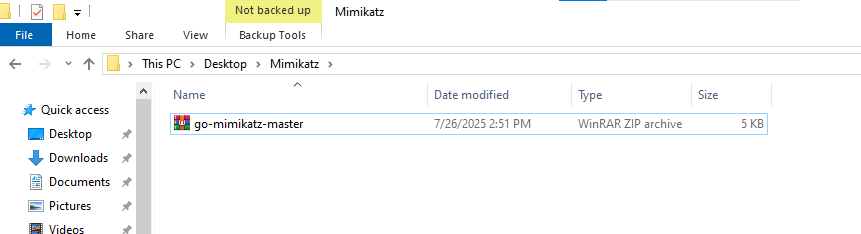 Not backed up
Mimikatz
File Home Share View Backup Tools
This PC Desktop Mimikatz
Name Date modified Type Size
Quick access
go-mimikatz-master 7/26/2025 2:51 PM WinRAR ZIP archive 5 KB
Desktop
Downloads
Documents
Pictures
Videos